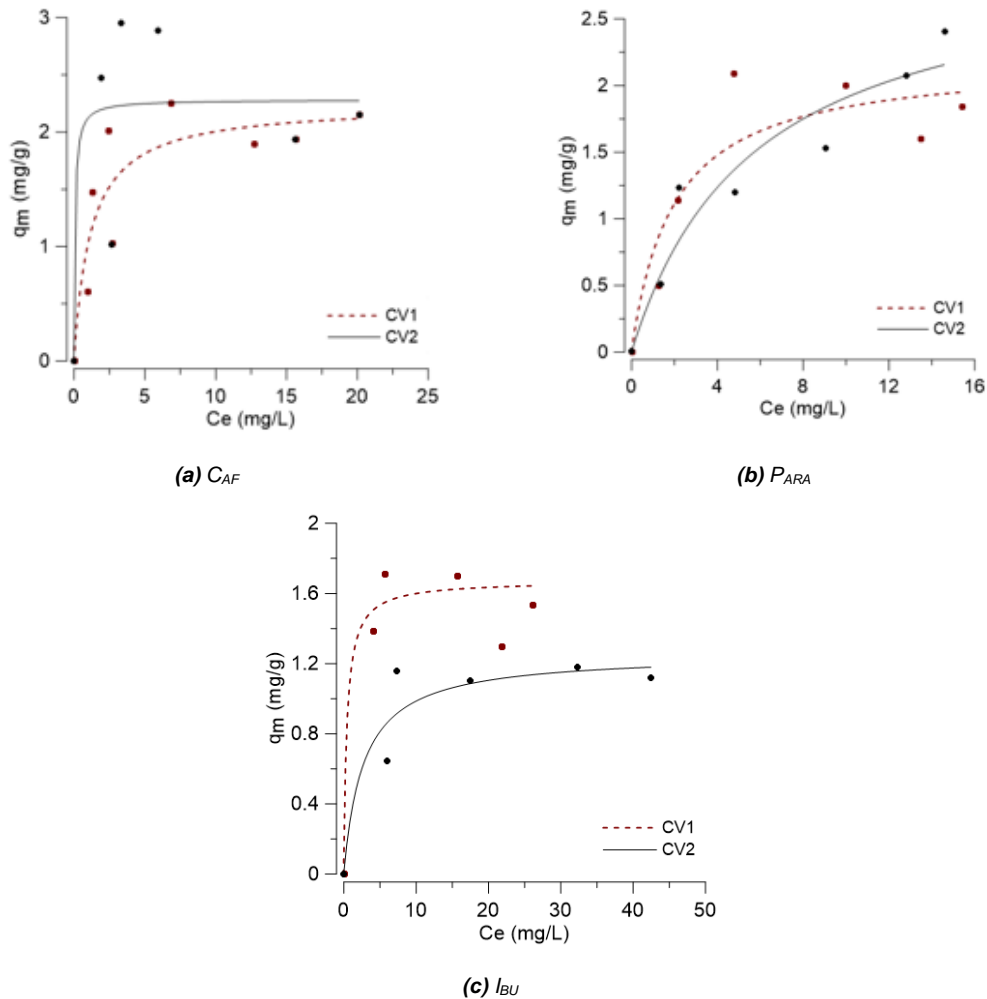 3
2
1
0
qm (mg/g)
CV1
CV2
0 5 10 15 20 25
Ce (mg/L)
(a) CAF
2.5
2
1.5
1
0.5
0
qm (mg/g)
CV1
CV2
0 4 8 12 16
Ce (mg/L)
(b) PARA
2
1.6
1.2
0.8
0.4
0
qm (mg/g)
CV1
CV2
0 10 20 30 40 50
Ce (mg/L)
(c) IBU